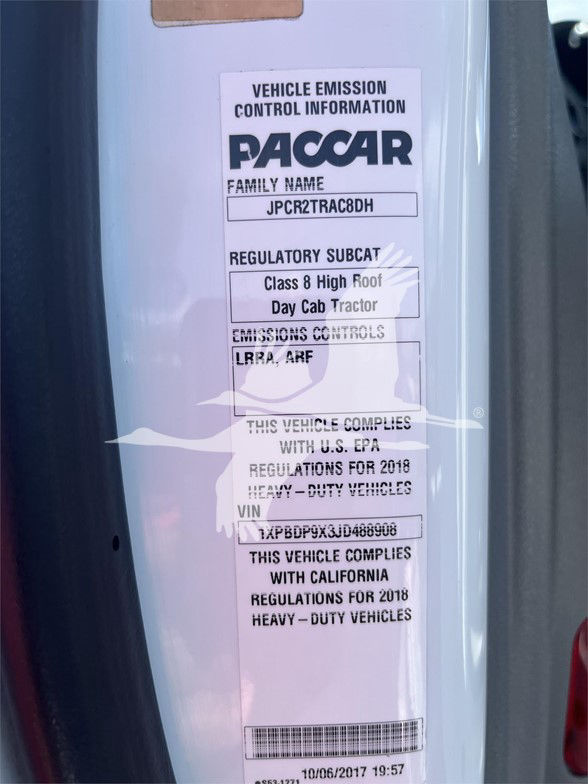 VEHICLE EMISSION
CONTROL INFORMATION
PACCAR
FAMILY NAME
JPCR2TRAC8DH
REGULATORY SUBCAT
Class 8 High Roof
Day Cab Tractor
EMISSIONS CONTROLS
LRRA, ARF
THIS VEHICLE COMPLIES
WITH U.S. EPA
REGULATIONS FOR 2018
HEAVY-DUTY VEHICLES
VIN
1XPBDP9X3JD488908
THIS VEHICLE COMPLIES
WITH CALIFORNIA
REGULATIONS FOR 2018
HEAVY-DUTY VEHICLES
10/06/2017 19:57